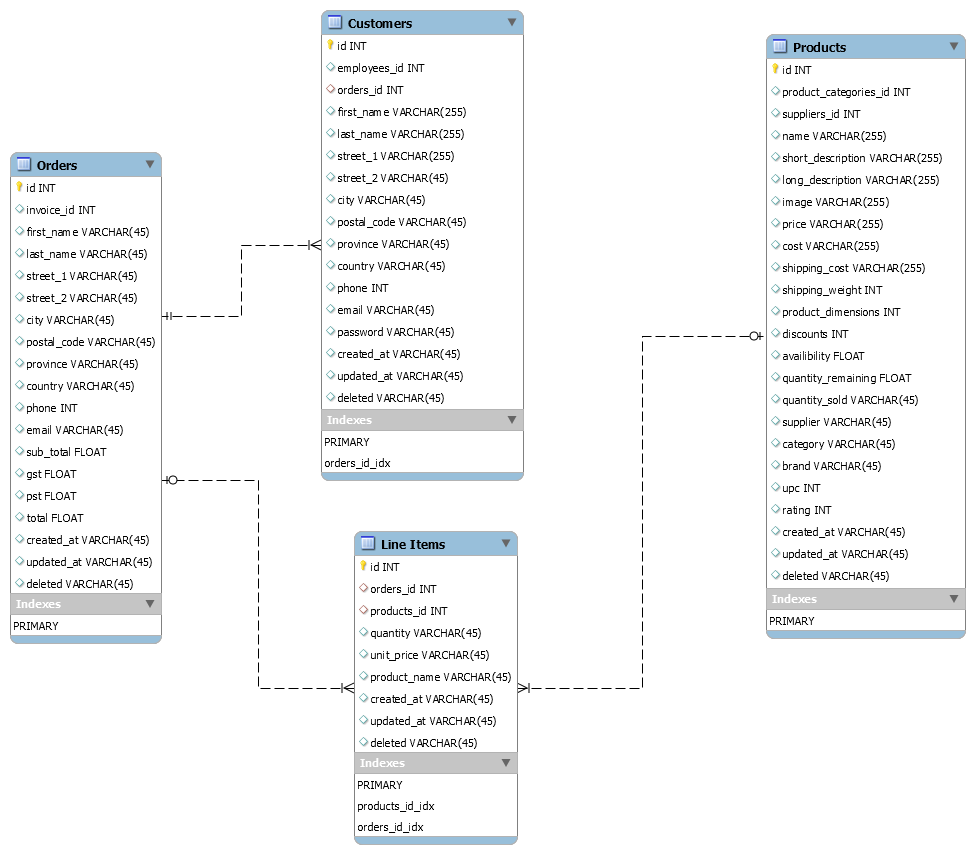 Customers
id INT
employees_id INT
orders_id INT
first_name VARCHAR(255)
last_name VARCHAR(255)
street_1 VARCHAR(255)
street_2 VARCHAR(45)
city VARCHAR(45)
postal_code VARCHAR(45)
province VARCHAR(45)
country VARCHAR(45)
phone INT
email VARCHAR(45)
password VARCHAR(45)
created_at VARCHAR(45)
updated_at VARCHAR(45)
deleted VARCHAR(45)
Indexes
PRIMARY
orders_id_idx
Products
id INT
product_categories_id INT
suppliers_id INT
name VARCHAR(255)
short_description VARCHAR(255)
long_description VARCHAR(255)
image VARCHAR(255)
price VARCHAR(255)
cost VARCHAR(255)
shipping_cost VARCHAR(255)
shipping_weight INT
product_dimensions INT
discounts INT
availibility FLOAT
quantity_remaining FLOAT
quantity_sold VARCHAR(45)
supplier VARCHAR(45)
category VARCHAR(45)
brand VARCHAR(45)
upc INT
rating INT
created_at VARCHAR(45)
updated_at VARCHAR(45)
deleted VARCHAR(45)
Indexes
PRIMARY
Orders
id INT
invoice_id INT
first_name VARCHAR(45)
last_name VARCHAR(45)
street_1 VARCHAR(45)
street_2 VARCHAR(45)
city VARCHAR(45)
postal_code VARCHAR(45)
province VARCHAR(45)
country VARCHAR(45)
phone INT
email VARCHAR(45)
sub_total FLOAT
gst FLOAT
pst FLOAT
total FLOAT
created_at VARCHAR(45)
updated_at VARCHAR(45)
deleted VARCHAR(45)
Indexes
PRIMARY
Line Items
id INT
orders_id INT
products_id INT
quantity VARCHAR(45)
unit_price VARCHAR(45)
product_name VARCHAR(45)
created_at VARCHAR(45)
updated_at VARCHAR(45)
deleted VARCHAR(45)
Indexes
PRIMARY
products_id_idx
orders_id_idx